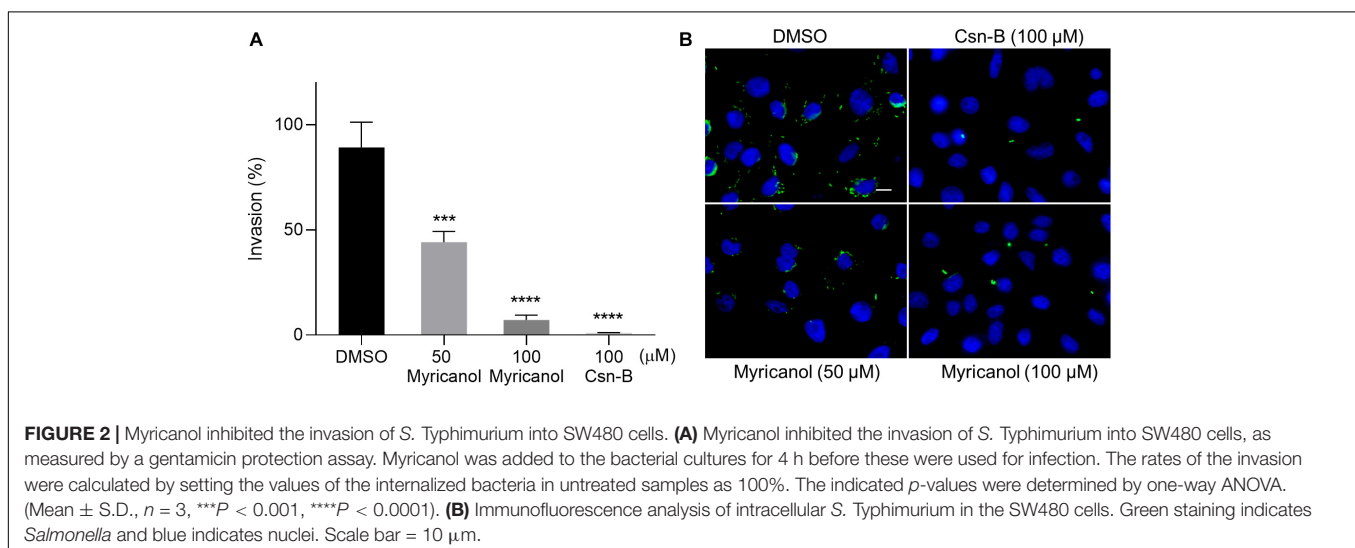 A
Invasion (%)
100
50
0
***
****
****
DMSO 50 100 100 (μM)
Myricanol Myricanol Csn-B
B
DMSO Csn-B (100 μM)
Myricanol (50 μM) Myricanol (100 μM)
FIGURE 2 | Myricanol inhibited the invasion of S. Typhimurium into SW480 cells. (A) Myricanol inhibited the invasion of S. Typhimurium into SW480 cells, as
measured by a gentamicin protection assay. Myricanol was added to the bacterial cultures for 4 h before these were used for infection. The rates of the invasion
were calculated by setting the values of the internalized bacteria in untreated samples as 100%. The indicated p-values were determined by one-way ANOVA.
(Mean ± S.D., n = 3, ***P < 0.001, ****P < 0.0001). (B) Immunofluorescence analysis of intracellular S. Typhimurium in the SW480 cells. Green staining indicates
Salmonella and blue indicates nuclei. Scale bar = 10 μm.